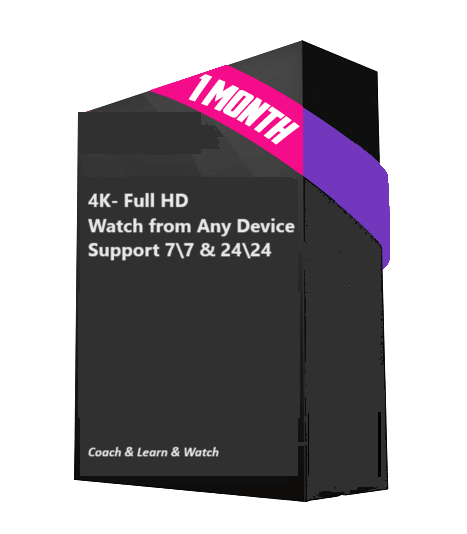 1 MONTH
4K- Full HD
Watch from Any Device
Support 7\7 & 24\24
Coach & Learn & Watch